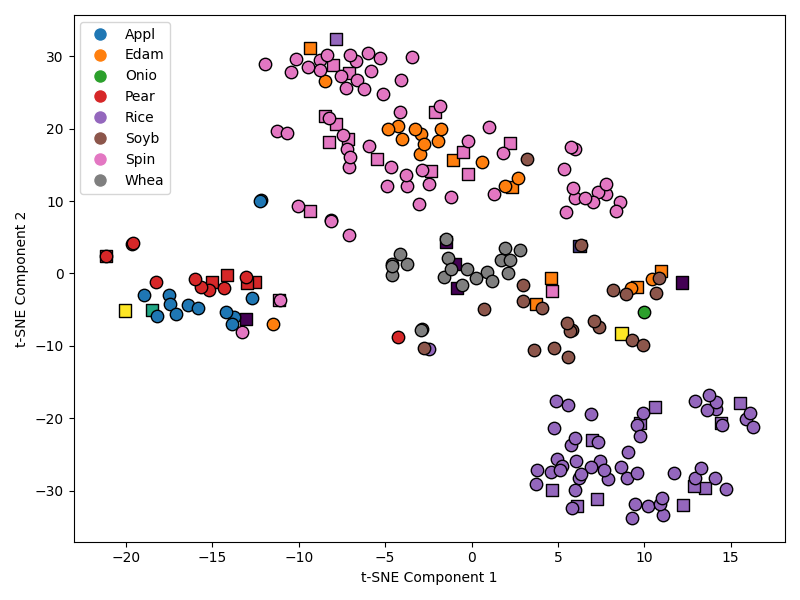 Appl
Edam
Onio
Pear
Rice
Soyb
Spin
Whea
30
20
10
0
−10
−20
−30
t-SNE Component 2
−20 −15 −10 −5 0 5 10 15
t-SNE Component 1